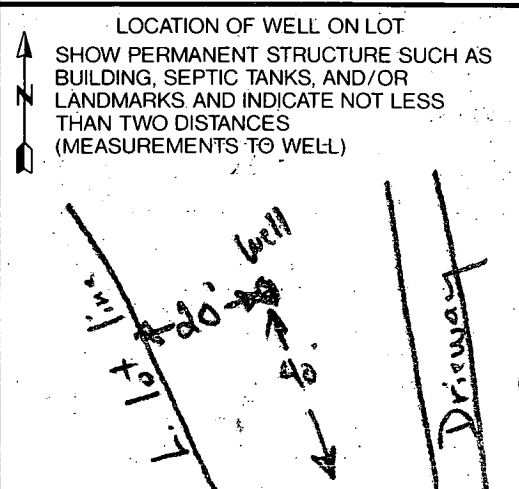 LOCATION OF WELL ON LOT
N
SHOW PERMANENT STRUCTURE SUCH AS
BUILDING, SEPTIC TANKS, AND/OR
LANDMARKS AND INDICATE NOT LESS
THAN TWO DISTANCES
(MEASUREMENTS TO WELL)
Well
20'
40'
L. lot line
Driveway